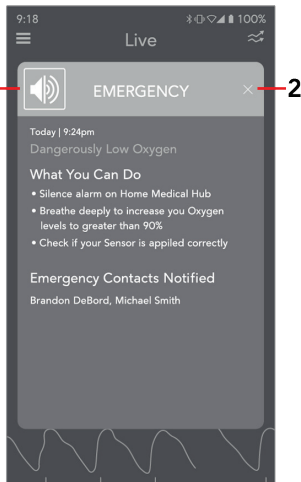 9:18 100%
Live
EMERGENCY 2
Today | 9:24pm
Dangerously Low Oxygen
What You Can Do
• Silence alarm on Home Medical Hub
• Breathe deeply to increase you Oxygen
levels to greater than 90%
• Check if your Sensor is appiled correctly
Emergency Contacts Notified
Brandon DeBord, Michael Smith